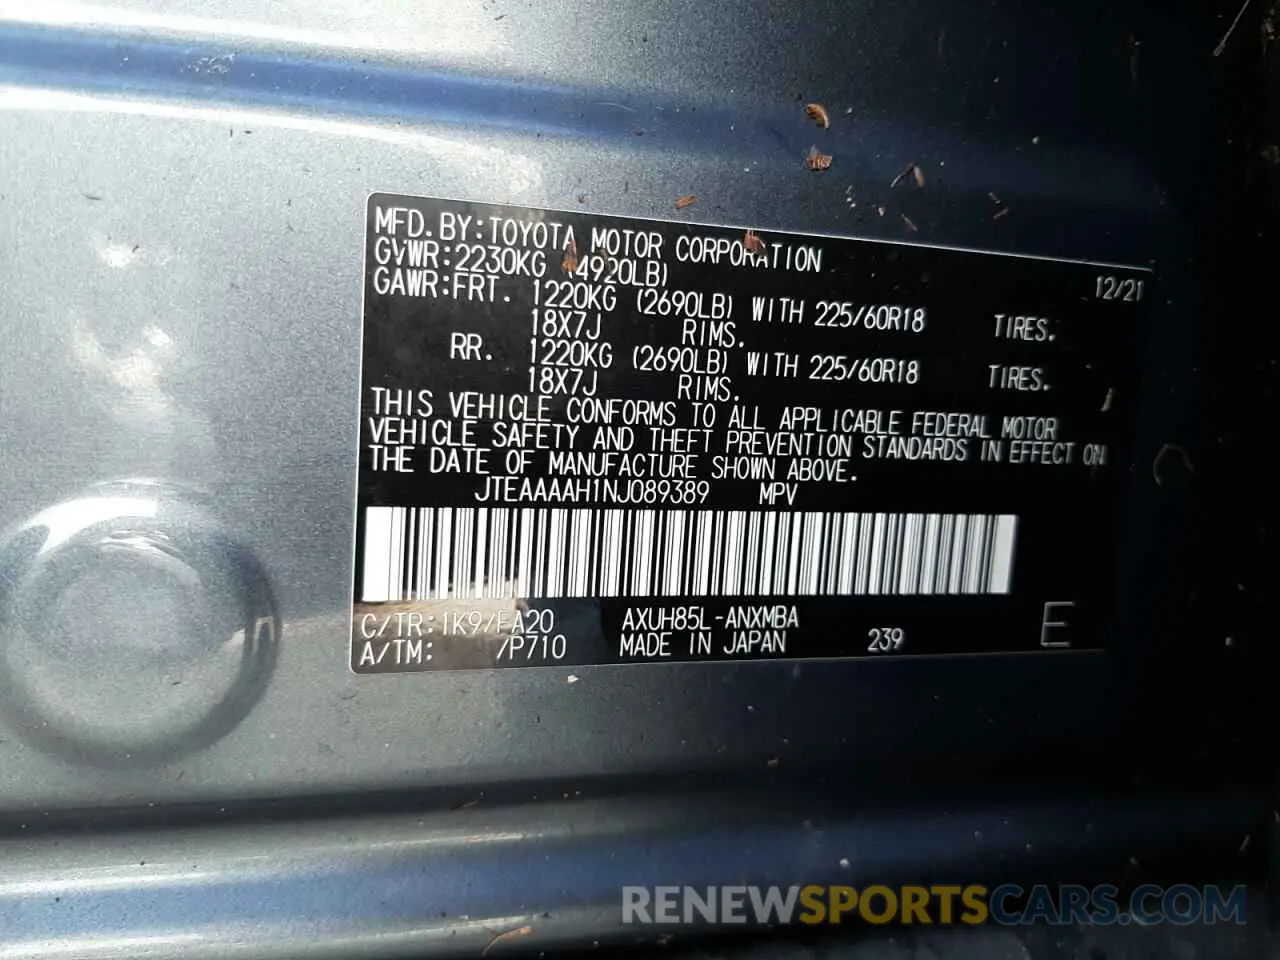 MFD. BY: TOYOTA MOTOR CORPORATION 12/21
GVWR: 2230KG (4920LB)
GAWR: FRT. 1220KG (2690LB) WITH 225/60R18 TIRES.
18X7J RIMS.
RR. 1220KG (2690LB) WITH 225/60R18 TIRES.
18X7J RIMS.
THIS VEHICLE CONFORMS TO ALL APPLICABLE FEDERAL MOTOR
VEHICLE SAFETY AND THEFT PREVENTION STANDARDS IN EFFECT ON
THE DATE OF MANUFACTURE SHOWN ABOVE.
JTEAAAAH1NJ089389 MPV
C/TR: 1K9/FA20 AXUH85L-ANXMBA
A/TM: /P710 MADE IN JAPAN 239 E
RENEWSPORTSCARS.COM